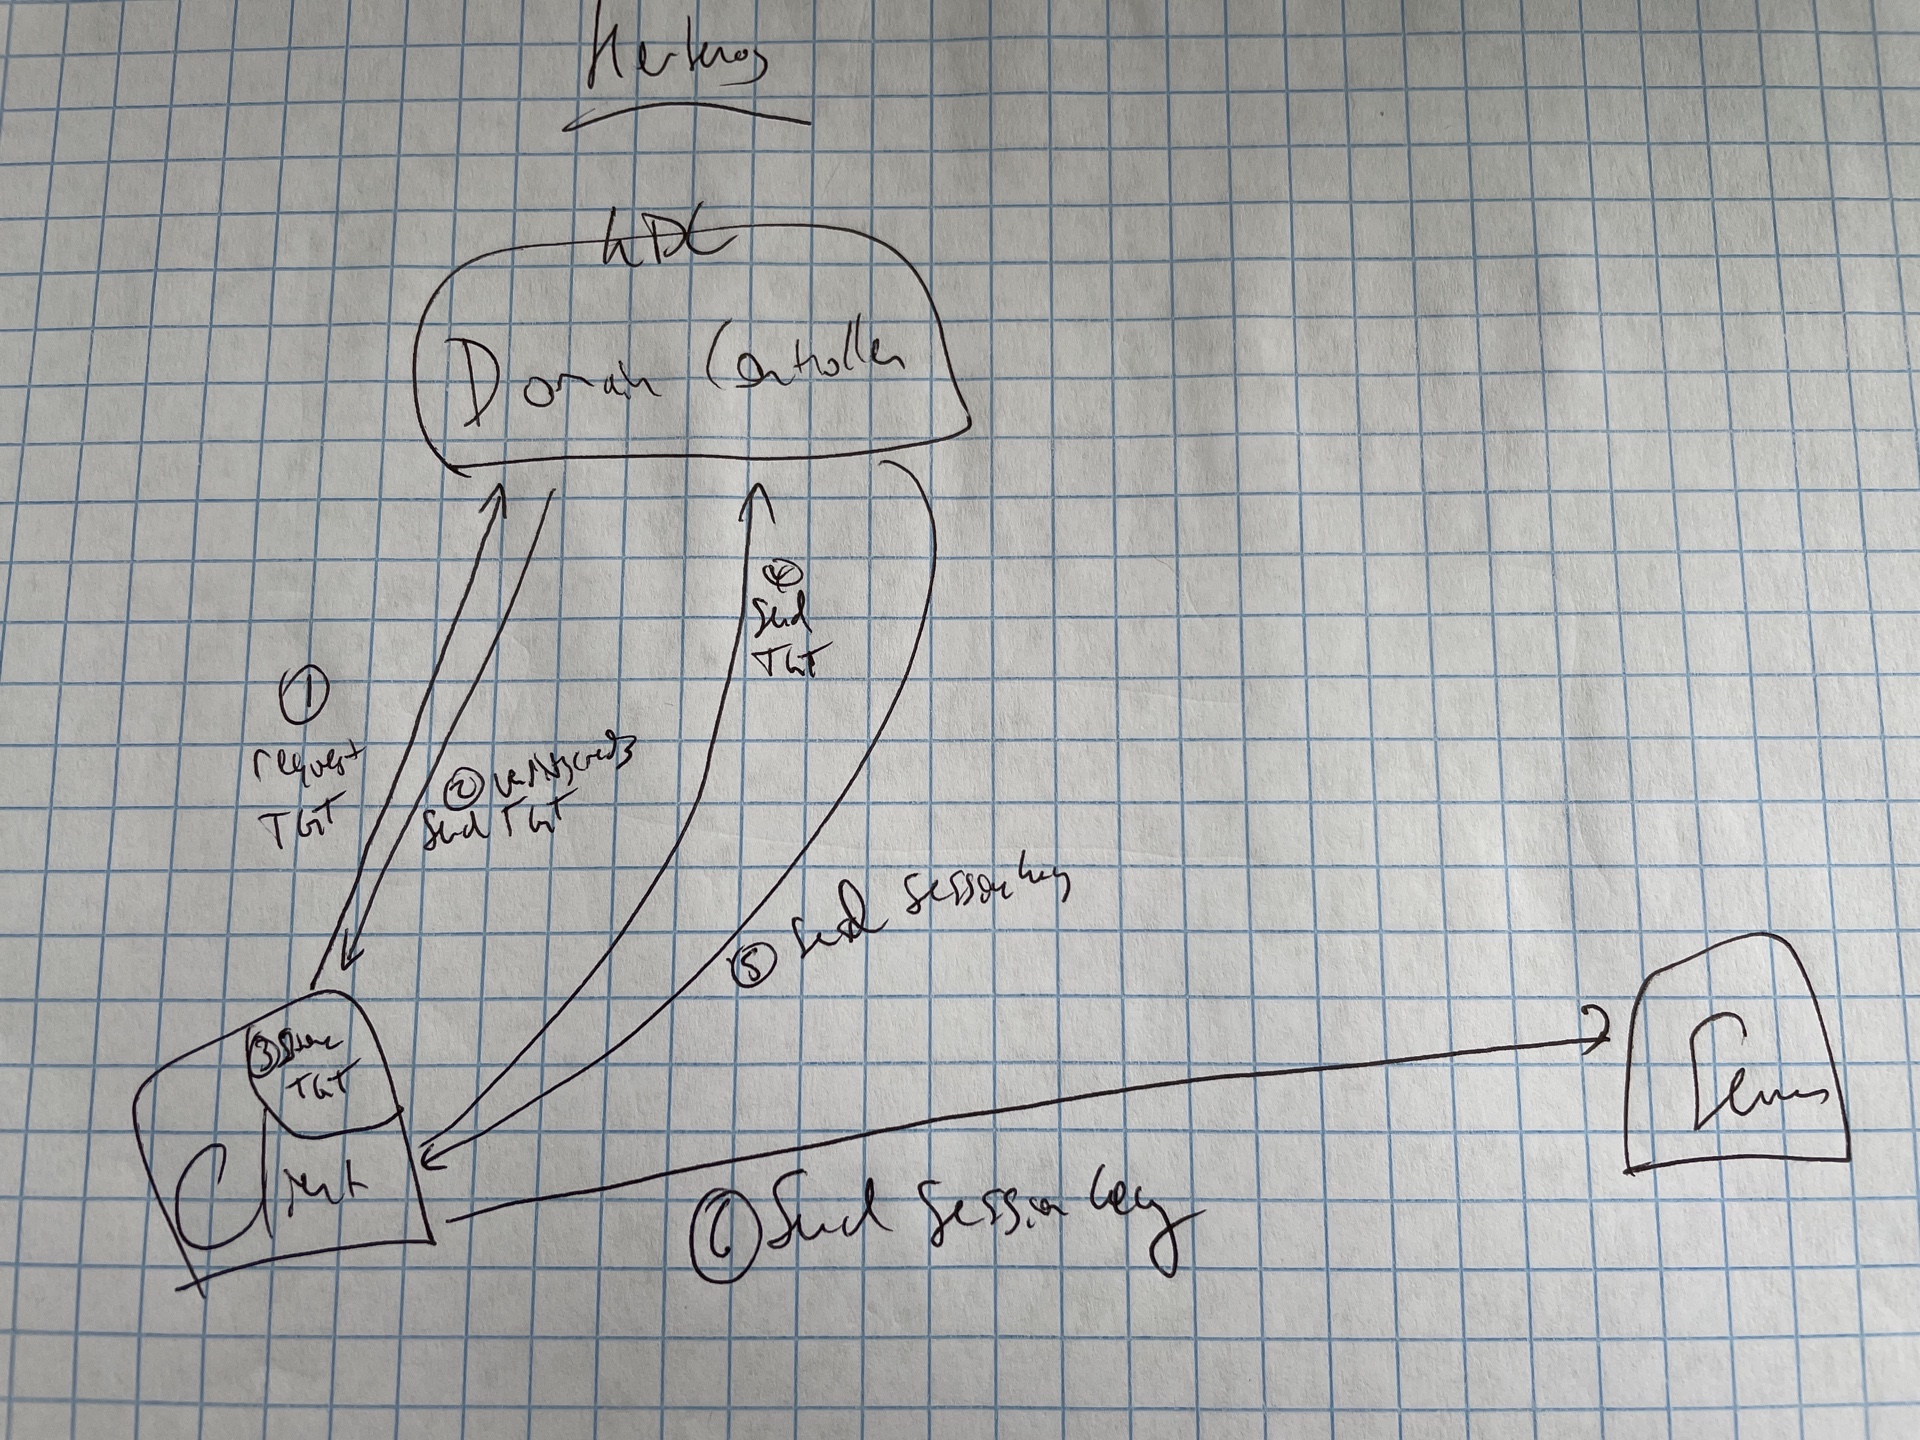 Kerberos
KDC
Domain Controller
④
Send
TGT
①
request
TGT
② verify creds
Send TGT
⑤ Send session key
③ Store
TGT
Client
Server
⑥ Send Session key